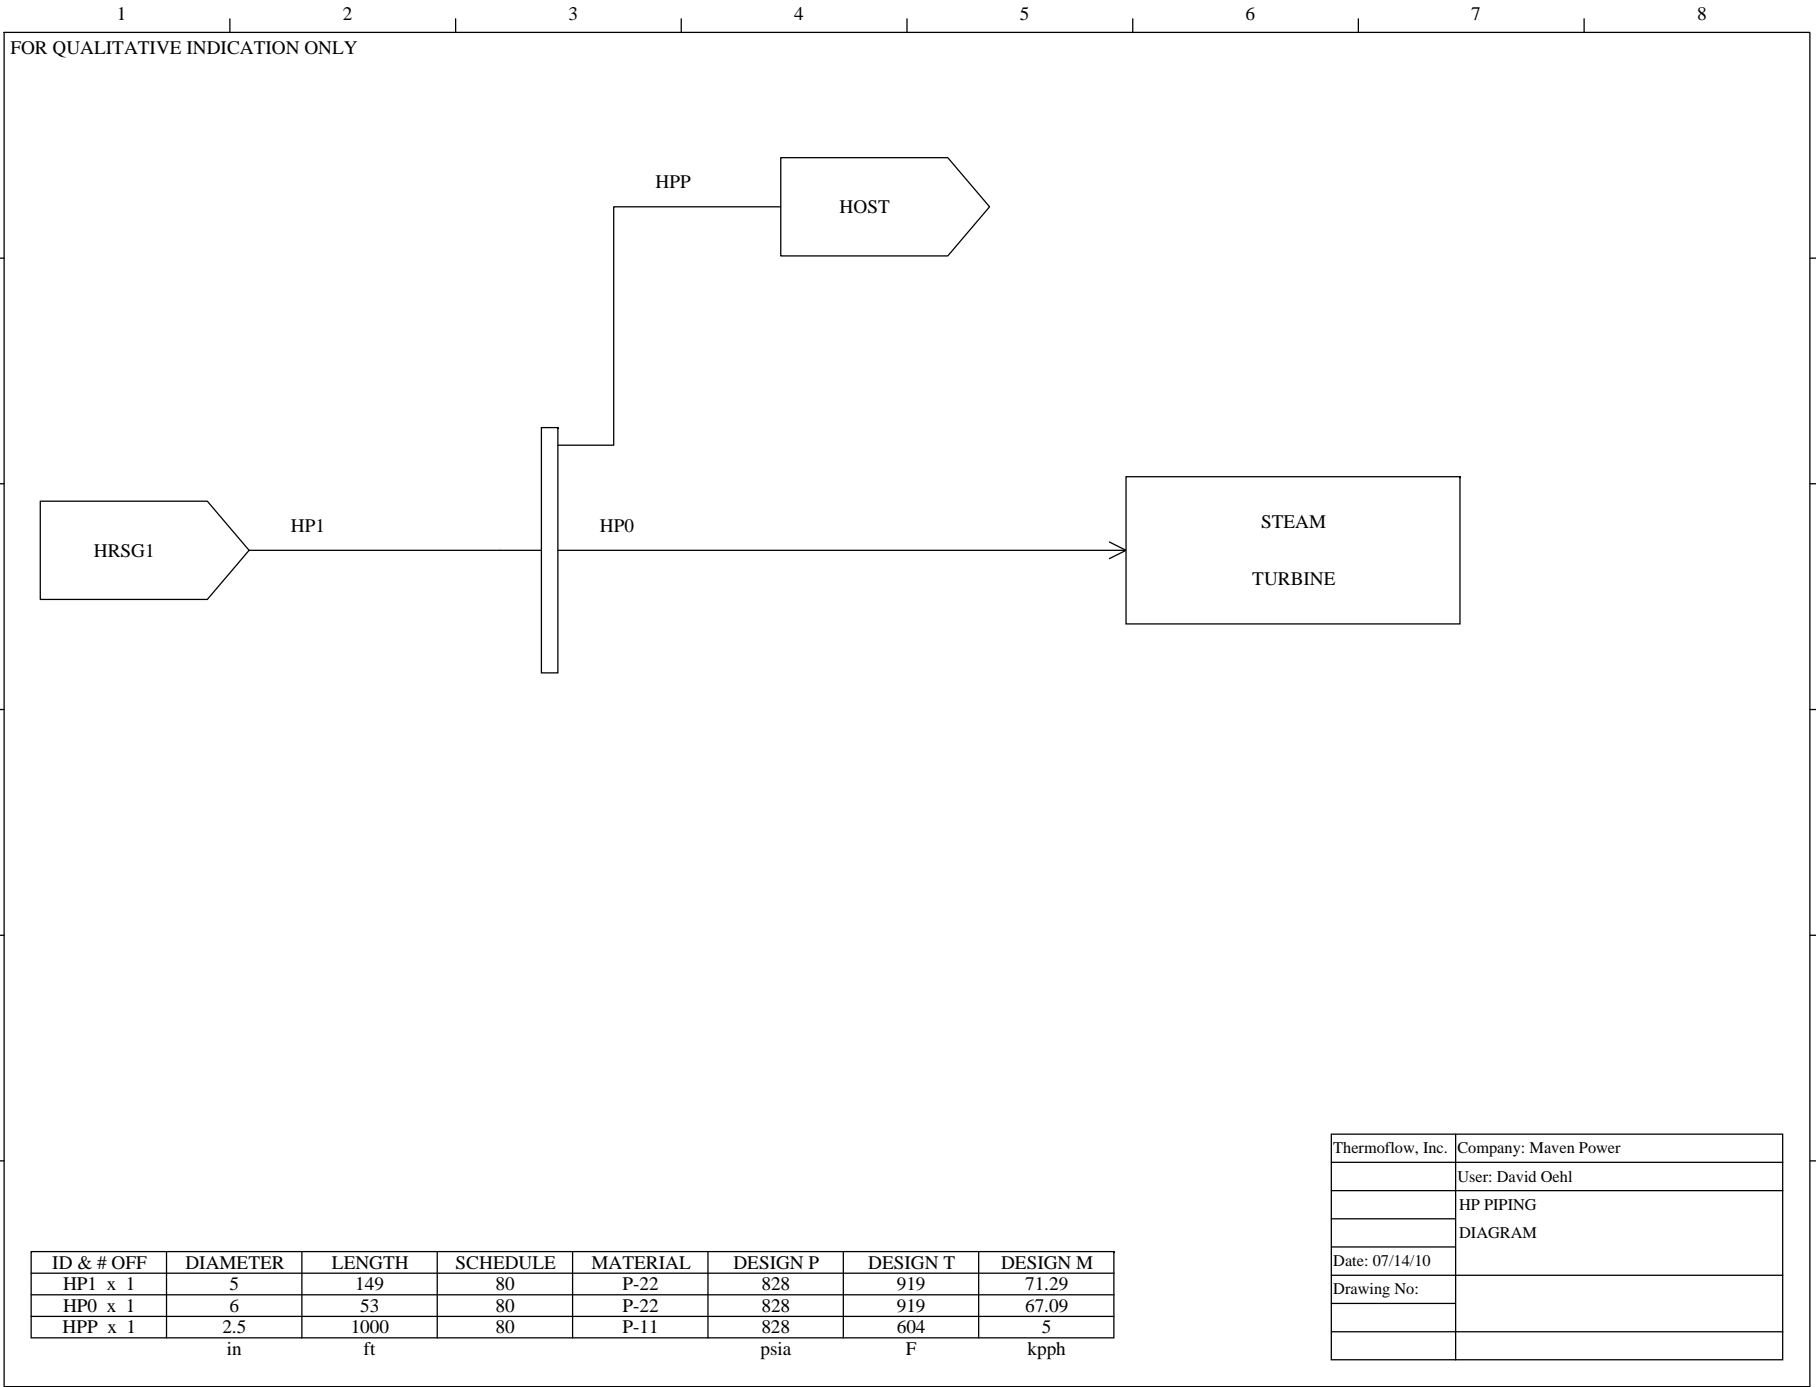 1 2 3 4 5 6 7 8
FOR QUALITATIVE INDICATION ONLY
HPP
HOST
HP1
HP0
HRSG1
STEAM
TURBINE
Thermoflow, Inc. Company: Maven Power
User: David Oehl
HP PIPING
DIAGRAM
Date: 07/14/10
Drawing No:
ID & # OFF DIAMETER LENGTH SCHEDULE MATERIAL DESIGN P DESIGN T DESIGN M
HP1 x 1 5 149 80 P-22 828 919 71.29
HP0 x 1 6 53 80 P-22 828 919 67.09
HPP x 1 2.5 1000 80 P-11 828 604 5
in ft psia F kpph